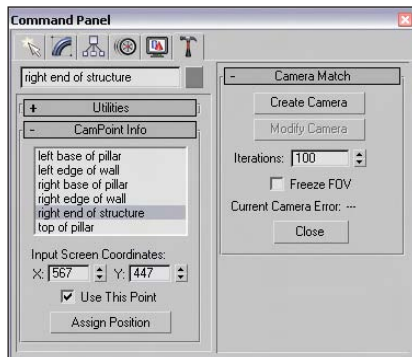 Command Panel
right end of structure
+ Utilities
- CamPoint Info
left base of pillar
left edge of wall
right base of pillar
right edge of wall
right end of structure
top of pillar
Input Screen Coordinates:
X: 567 Y: 447
Use This Point
Assign Position
- Camera Match
Create Camera
Modify Camera
Iterations: 100
Freeze FOV
Current Camera Error: ---
Close